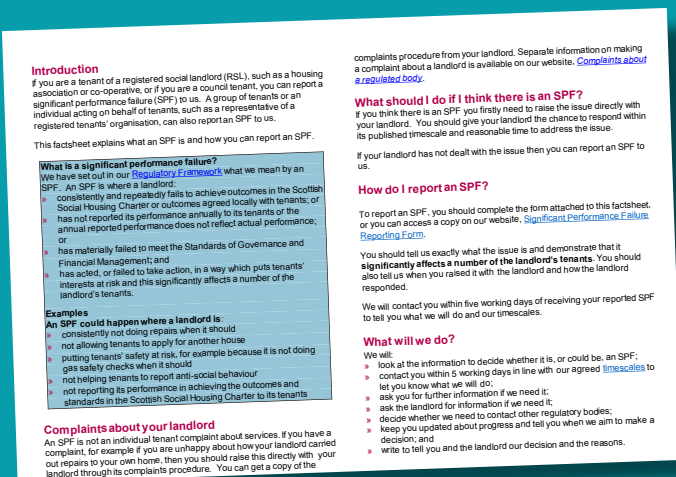 Introduction
If you are a tenant of a registered social landlord (RSL), such as a housing
association or co-operative, or if you are a council tenant, you can report a
significant performance failure (SPF) to us. A group of tenants or an
individual acting on behalf of tenants, such as a representative of a
registered tenants' organisation, can also report an SPF to us.
This factsheet explains what an SPF is and how you can report an SPF.
What is a significant performance failure?
We have set out in our Regulatory Framework what we mean by an
SPF. An SPF is where a landlord:
» consistently and repeatedly fails to achieve outcomes in the Scottish
Social Housing Charter or outcomes agreed locally with tenants; or
» has not reported its performance annually to its tenants or the
annual reported performance does not reflect actual performance;
or
» has materially failed to meet the Standards of Governance and
Financial Management; and
» has acted, or failed to take action, in a way which puts tenants'
interests at risk and this significantly affects a number of the
landlord's tenants.
Examples
An SPF could happen where a landlord is:
» consistently not doing repairs when it should
» not allowing tenants to apply for another house
» putting tenants' safety at risk, for example because it is not doing
gas safety checks when it should
» not helping tenants to report anti-social behaviour
» not reporting its performance in achieving the outcomes and
standards in the Scottish Social Housing Charter to its tenants
Complaints about your landlord
An SPF is not an individual tenant complaint about services. If you have a
complaint, for example if you are unhappy about how your landlord carried
out repairs to your own home, then you should raise this directly with your
landlord through its complaints procedure. You can get a copy of the
complaints procedure from your landlord. Separate information on making
a complaint about a landlord is available on our website, Complaints about
a regulated body.
What should I do if I think there is an SPF?
If you think there is an SPF you firstly need to raise the issue directly with
your landlord. You should give your landlord the chance to respond within
its published timescale and reasonable time to address the issue.
If your landlord has not dealt with the issue then you can report an SPF to
us.
How do I report an SPF?
To report an SPF, you should complete the form attached to this factsheet,
or you can access a copy on our website, Significant Performance Failure
Reporting Form.
You should tell us exactly what the issue is and demonstrate that it
significantly affects a number of the landlord's tenants. You should
also tell us when you raised it with the landlord and how the landlord
responded.
We will contact you within five working days of receiving your reported SPF
to tell you what we will do and our timescales.
What will we do?
We will:
» look at the information to decide whether it is, or could be, an SPF;
» contact you within 5 working days in line with our agreed timescales to
let you know what we will do;
» ask you for further information if we need it;
» ask the landlord for information if we need it;
» decide whether we need to contact other regulatory bodies;
» keep you updated about progress and tell you when we aim to make a
decision; and
» write to tell you and the landlord our decision and the reasons.